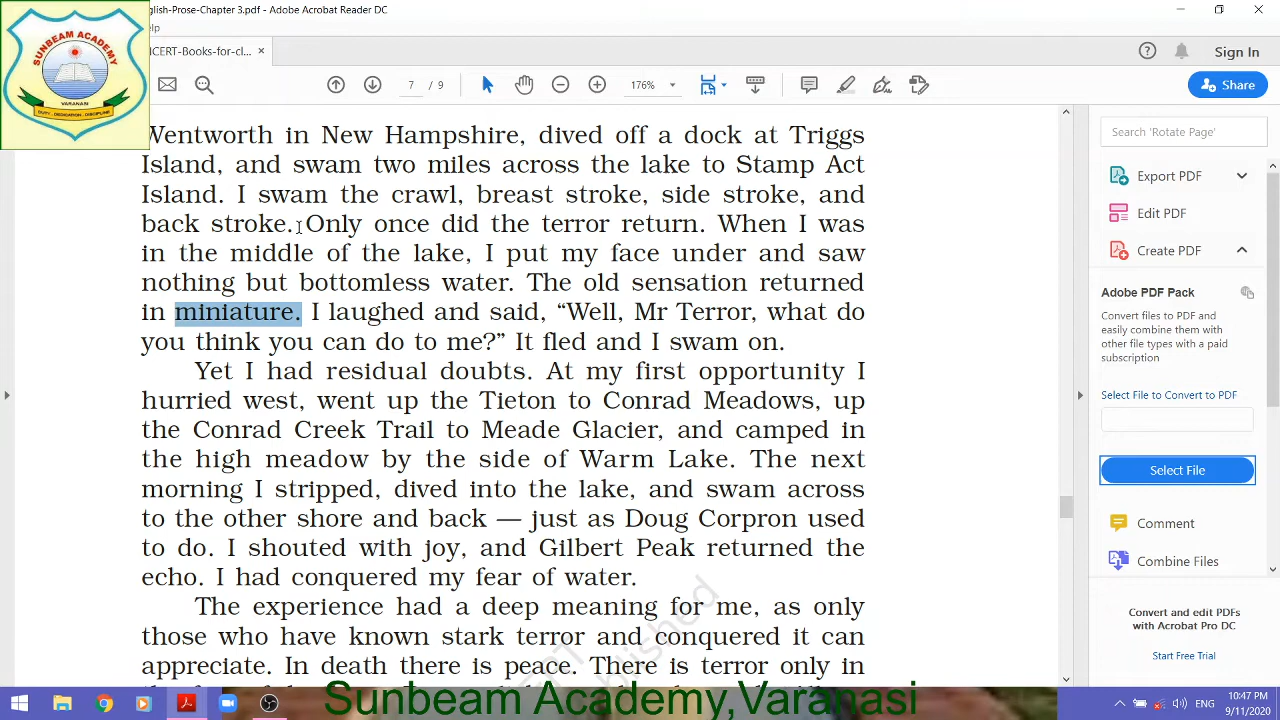 nglish-Prose-Chapter 3.pdf - Adobe Acrobat Reader DC
elp
SUNBEAM ACADEMY
VARANASI
DUTY, DEDICATION, DISCIPLINE
ICERT-Books-for-cl... ×
Sign In
7 / 9
176%
Share
Wentworth in New Hampshire, dived off a dock at Triggs
Island, and swam two miles across the lake to Stamp Act
Island. I swam the crawl, breast stroke, side stroke, and
back stroke. Only once did the terror return. When I was
in the middle of the lake, I put my face under and saw
nothing but bottomless water. The old sensation returned
in miniature. I laughed and said, “Well, Mr Terror, what do
you think you can do to me?” It fled and I swam on.
Yet I had residual doubts. At my first opportunity I
hurried west, went up the Tieton to Conrad Meadows, up
the Conrad Creek Trail to Meade Glacier, and camped in
the high meadow by the side of Warm Lake. The next
morning I stripped, dived into the lake, and swam across
to the other shore and back — just as Doug Corpron used
to do. I shouted with joy, and Gilbert Peak returned the
echo. I had conquered my fear of water.
The experience had a deep meaning for me, as only
those who have known stark terror and conquered it can
appreciate. In death there is peace. There is terror only in
Search 'Rotate Page'
Export PDF
Edit PDF
Create PDF
Adobe PDF Pack
Convert files to PDF and
easily combine them with
other file types with a paid
subscription
Select File to Convert to PDF
Select File
Comment
Combine Files
Convert and edit PDFs
with Acrobat Pro DC
Start Free Trial
Sunbeam Academy,Varanasi
ENG
10:47 PM
9/11/2020